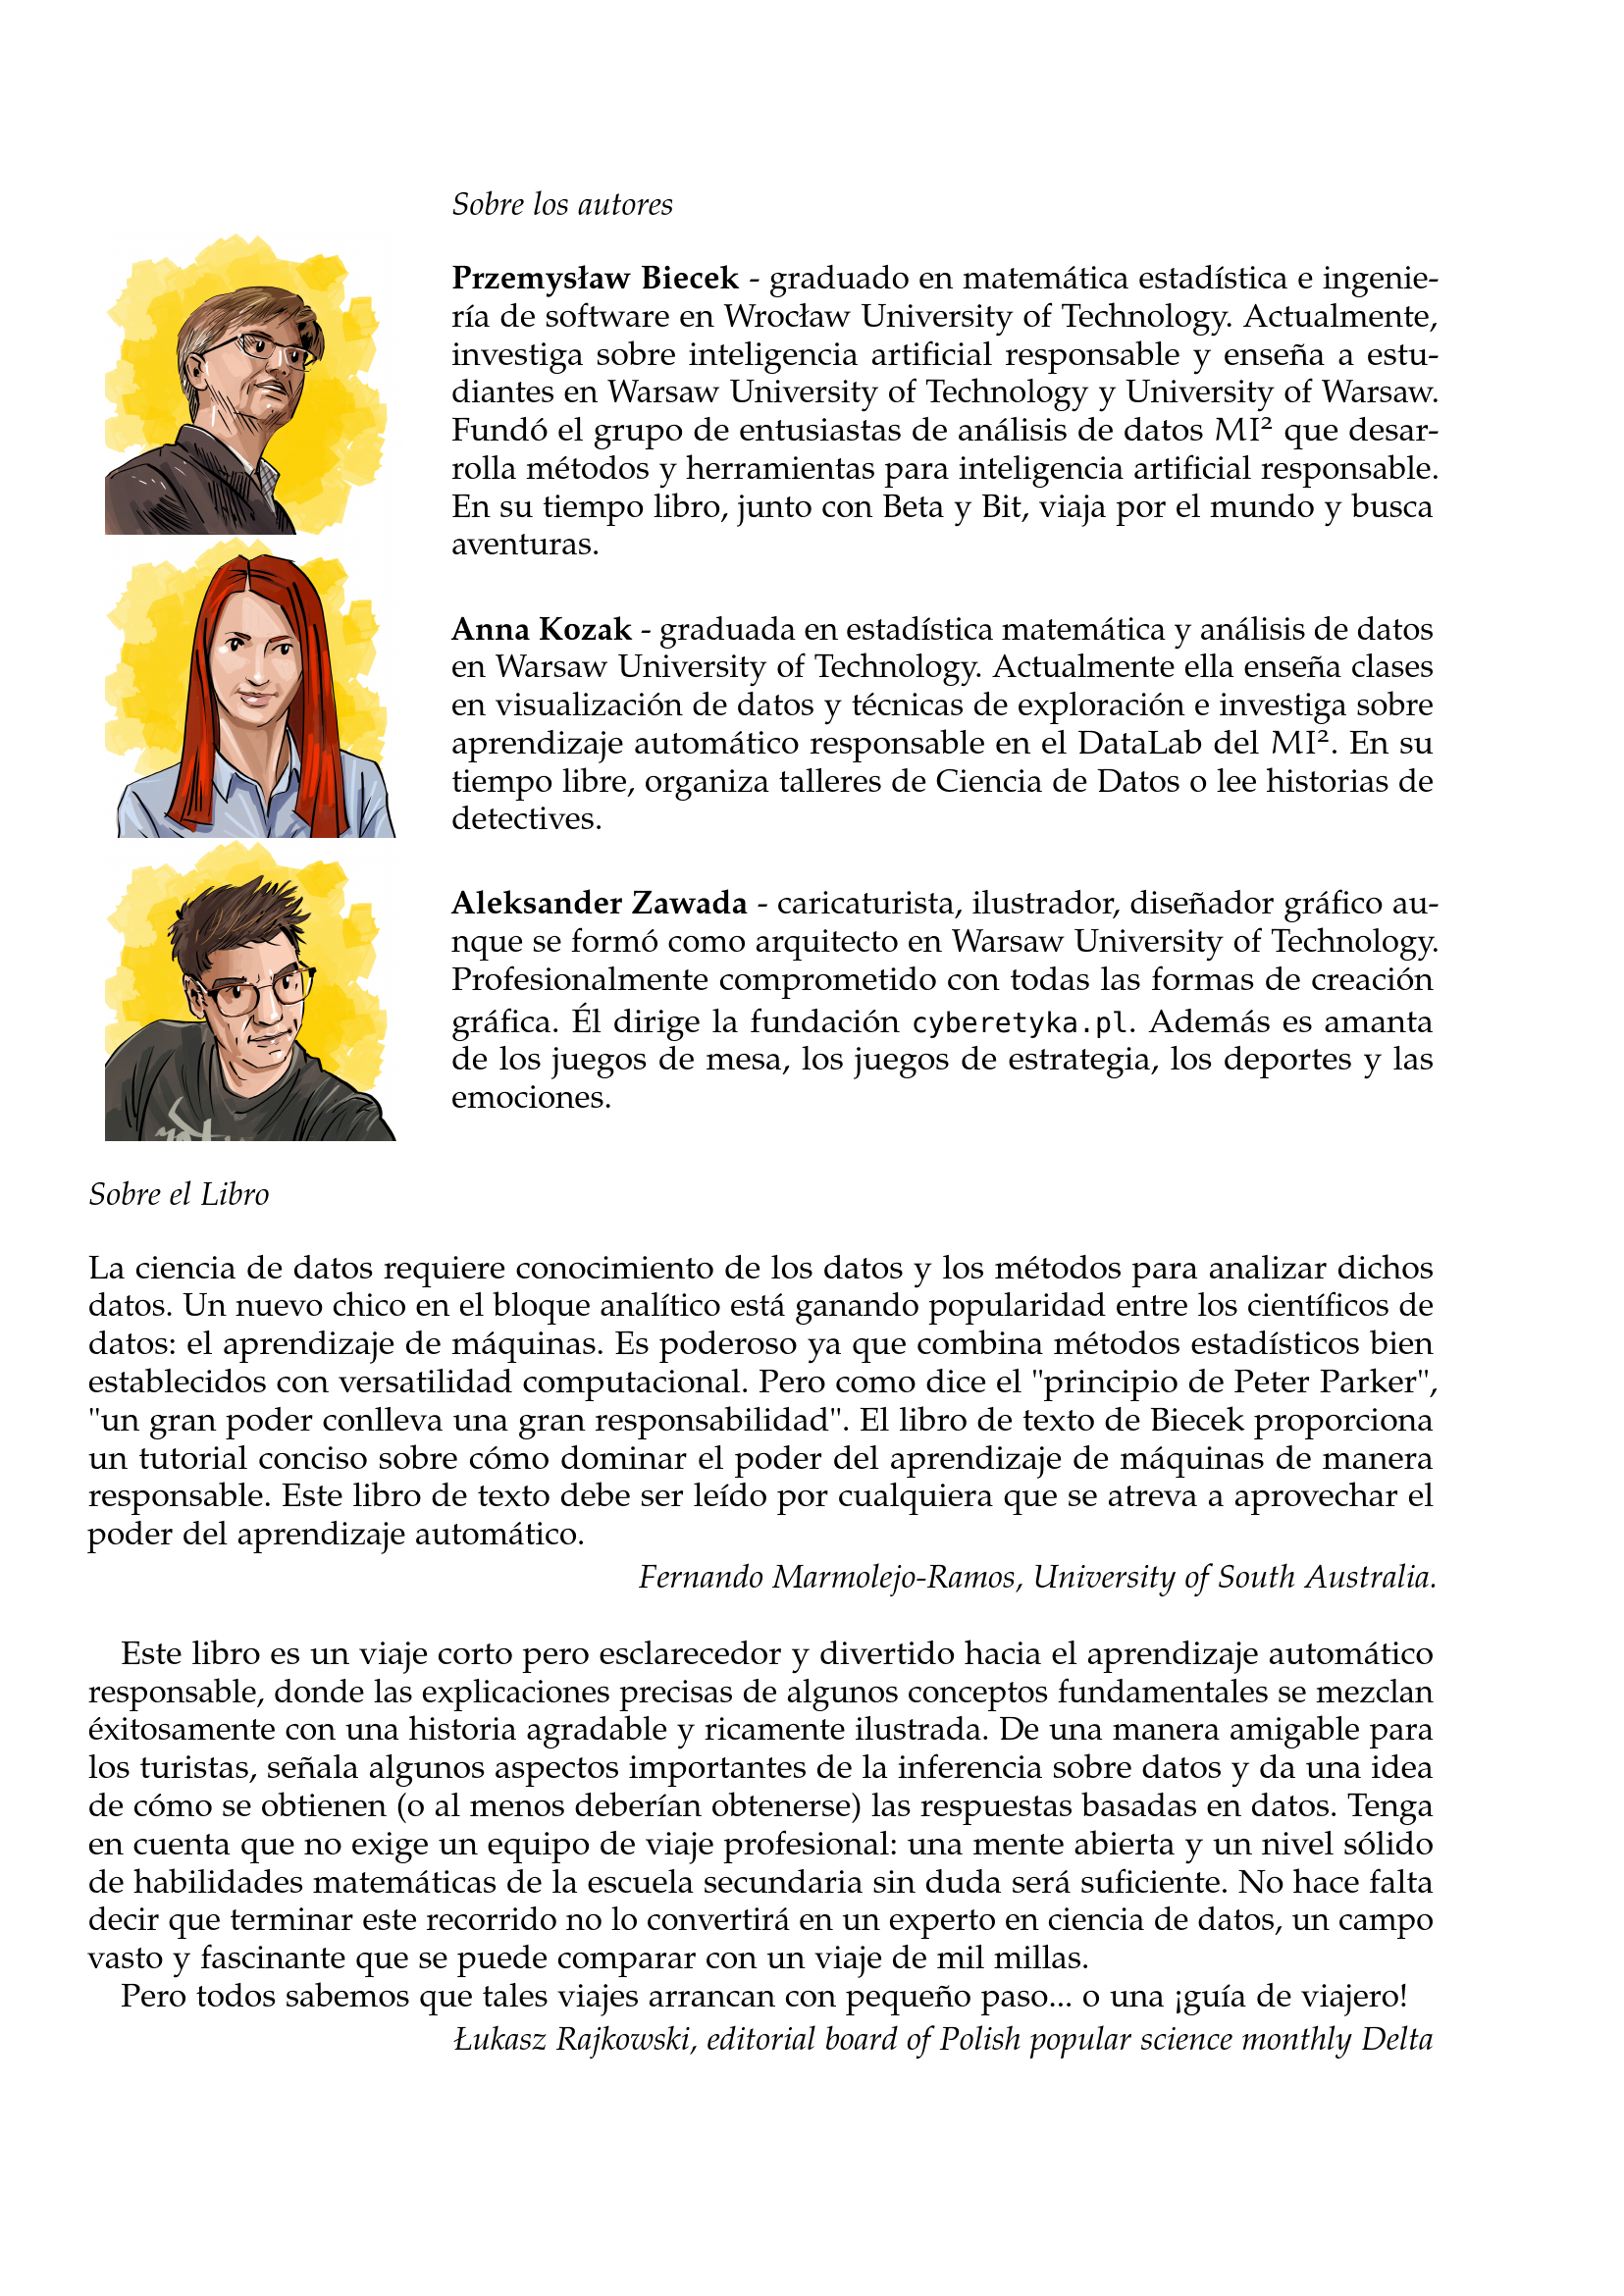 Sobre los autores
Przemysław Biecek - graduado en matemática estadística e ingenie-
ría de software en Wrocław University of Technology. Actualmente,
investiga sobre inteligencia artificial responsable y enseña a estu-
diantes en Warsaw University of Technology y University of Warsaw.
Fundó el grupo de entusiastas de análisis de datos MI² que desar-
rolla métodos y herramientas para inteligencia artificial responsable.
En su tiempo libre, junto con Beta y Bit, viaja por el mundo y busca
aventuras.
Anna Kozak - graduada en estadística matemática y análisis de datos
en Warsaw University of Technology. Actualmente ella enseña clases
en visualización de datos y técnicas de exploración e investiga sobre
aprendizaje automático responsable en el DataLab del MI². En su
tiempo libre, organiza talleres de Ciencia de Datos o lee historias de
detectives.
Aleksander Zawada - caricaturista, ilustrador, diseñador gráfico au-
nque se formó como arquitecto en Warsaw University of Technology.
Profesionalmente comprometido con todas las formas de creación
gráfica. Él dirige la fundación cyberetyka.pl. Además es amanta
de los juegos de mesa, los juegos de estrategia, los deportes y las
emociones.
Sobre el Libro
La ciencia de datos requiere conocimiento de los datos y los métodos para analizar dichos
datos. Un nuevo chico en el bloque analítico está ganando popularidad entre los científicos de
datos: el aprendizaje de máquinas. Es poderoso ya que combina métodos estadísticos bien
establecidos con versatilidad computacional. Pero como dice el "principio de Peter Parker",
"un gran poder conlleva una gran responsabilidad". El libro de texto de Biecek proporciona
un tutorial conciso sobre cómo dominar el poder del aprendizaje de máquinas de manera
responsable. Este libro de texto debe ser leído por cualquiera que se atreva a aprovechar el
poder del aprendizaje automático.
Fernando Marmolejo-Ramos, University of South Australia.
Este libro es un viaje corto pero esclarecedor y divertido hacia el aprendizaje automático
responsable, donde las explicaciones precisas de algunos conceptos fundamentales se mezclan
éxitosamente con una historia agradable y ricamente ilustrada. De una manera amigable para
los turistas, señala algunos aspectos importantes de la inferencia sobre datos y da una idea
de cómo se obtienen (o al menos deberían obtenerse) las respuestas basadas en datos. Tenga
en cuenta que no exige un equipo de viaje profesional: una mente abierta y un nivel sólido
de habilidades matemáticas de la escuela secundaria sin duda será suficiente. No hace falta
decir que terminar este recorrido no lo convertirá en un experto en ciencia de datos, un campo
vasto y fascinante que se puede comparar con un viaje de mil millas.
Pero todos sabemos que tales viajes arrancan con pequeño paso... o una ¡guía de viajero!
Łukasz Rajkowski, editorial board of Polish popular science monthly Delta